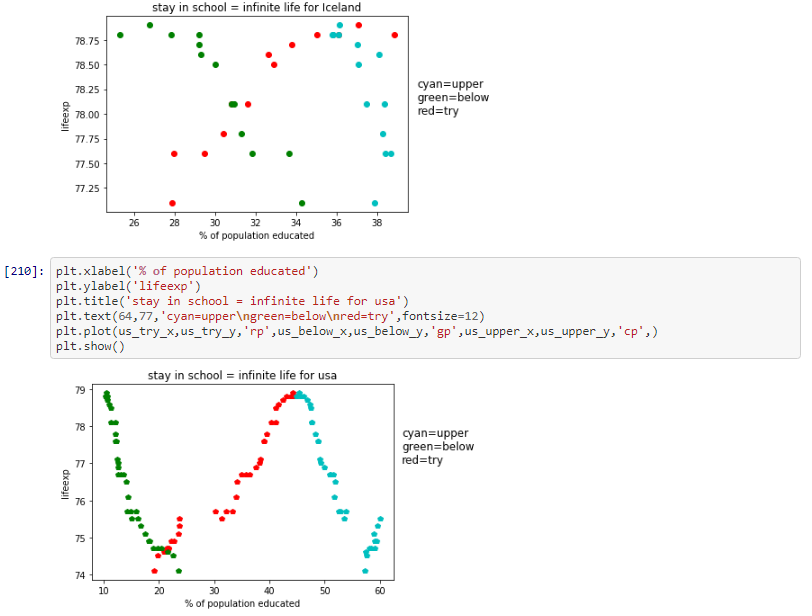 stay in school = infinite life for Iceland
78.75
78.50
78.25
78.00
77.75
77.50
77.25
lifeexp
26 28 30 32 34 36 38
% of population educated
cyan=upper
green=below
red=try
[210]:
plt.xlabel('% of population educated')
plt.ylabel('lifeexp')
plt.title('stay in school = infinite life for usa')
plt.text(64,77,'cyan=upper\ngreen=below\nred=try',fontsize=12)
plt.plot(us_try_x,us_try_y,'rp',us_below_x,us_below_y,'gp',us_upper_x,us_upper_y,'cp',)
plt.show()
stay in school = infinite life for usa
79
78
77
76
75
74
lifeexp
10 20 30 40 50 60
% of population educated
cyan=upper
green=below
red=try